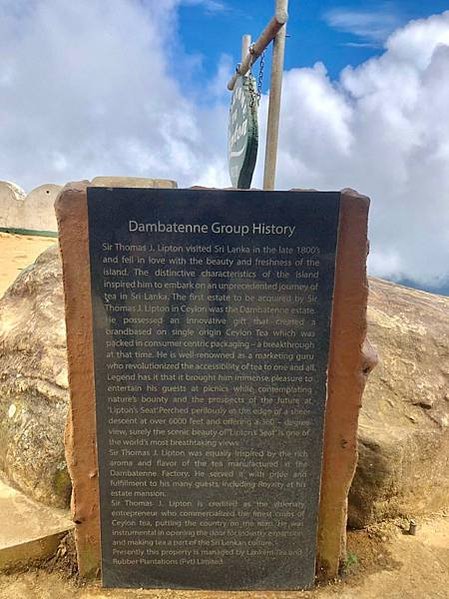 Dambatenne Group History
Sir Thomas J. Lipton visited Sri Lanka in the late 1800's
and fell in love with the beauty and freshness of the
island. The distinctive characteristics of the island
inspired him to embark on an unprecedented journey of
tea in Sri Lanka. The first estate to be acquired by Sir
Thomas J. Lipton in Ceylon was the Dambatenne estate.
He possessed an innovative gift that created a
brandbased on single origin Ceylon Tea which was
packed in consumer centric packaging – a breakthrough
at that time. He is well-renowned as a marketing guru
who revolutionized the accessibility of tea to one and all.
Legend has it that it brought him immense pleasure to
entertain his guests at picnics while contemplating
nature's bounty and the prospects of the future at
'Lipton's Seat'. Perched perilously at the edge of a sheer
descent at over 6000 feet and offering a 360 – degree
view, surely the scenic beauty of 'Lipton's Seat' is one of
the world's most breathtaking views.
Sir Thomas J. Lipton was equally inspired by the rich
aroma and flavor of the tea manufactured in the
Dambatenne Factory. He served it with pride and
fulfillment to his many guests, including Royalty at his
estate mansion.
Sir Thomas J. Lipton is credited as the visionary
entrepreneur who commercialized the finest of
Ceylon tea, putting the country on the map. He was
instrumental in opening the door for industry expansion
and making tea a part of the Sri Lankan culture.
Presently this property is managed by Lankem Tea and
Rubber Plantations (Pvt) Limited